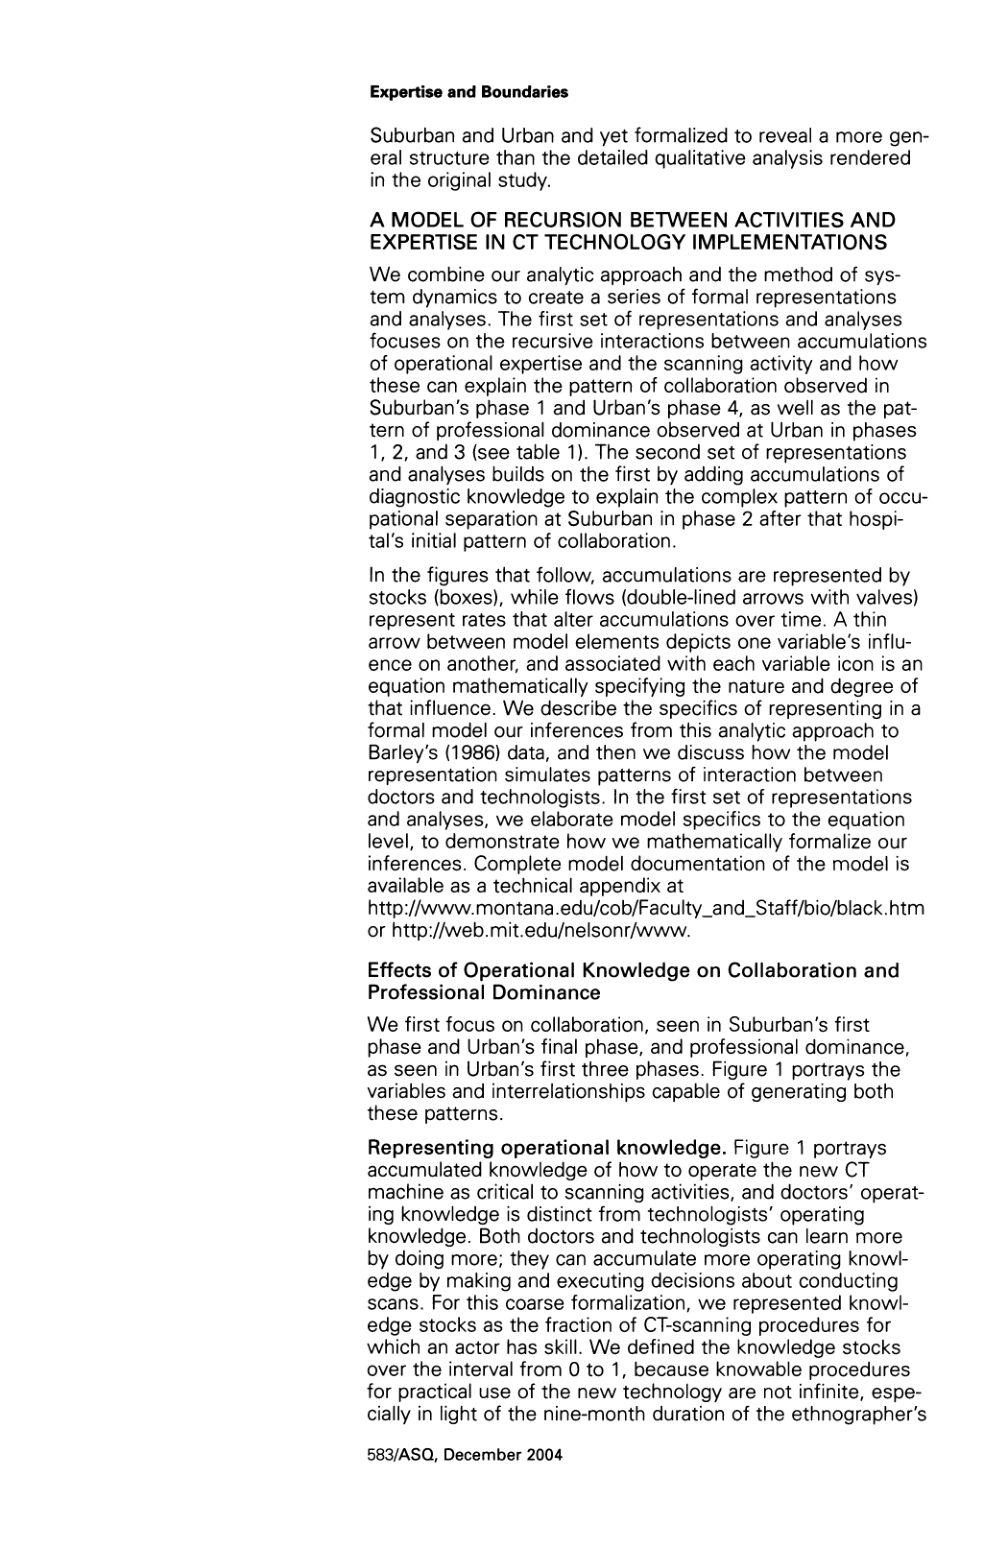 Expertise and Boundaries
Suburban and Urban and yet formalized to reveal a more gen-
eral structure than the detailed qualitative analysis rendered
in the original study.
A MODEL OF RECURSION BETWEEN ACTIVITIES AND
EXPERTISE IN CT TECHNOLOGY IMPLEMENTATIONS
We combine our analytic approach and the method of sys-
tem dynamics to create a series of formal representations
and analyses. The first set of representations and analyses
focuses on the recursive interactions between accumulations
of operational expertise and the scanning activity and how
these can explain the pattern of collaboration observed in
Suburban's phase 1 and Urban's phase 4, as well as the pat-
tern of professional dominance observed at Urban in phases
1, 2, and 3 (see table 1). The second set of representations
and analyses builds on the first by adding accumulations of
diagnostic knowledge to explain the complex pattern of occu-
pational separation at Suburban in phase 2 after that hospi-
tal's initial pattern of collaboration.
In the figures that follow, accumulations are represented by
stocks (boxes), while flows (double-lined arrows with valves)
represent rates that alter accumulations over time. A thin
arrow between model elements depicts one variable's influ-
ence on another, and associated with each variable icon is an
equation mathematically specifying the nature and degree of
that influence. We describe the specifics of representing in a
formal model our inferences from this analytic approach to
Barley's (1986) data, and then we discuss how the model
representation simulates patterns of interaction between
doctors and technologists. In the first set of representations
and analyses, we elaborate model specifics to the equation
level, to demonstrate how we mathematically formalize our
inferences. Complete model documentation of the model is
available as a technical appendix at
http://www.montana.edu/cob/Faculty_and_Staff/bio/black.htm
or http://web.mit.edu/nelsonr/www.
Effects of Operational Knowledge on Collaboration and
Professional Dominance
We first focus on collaboration, seen in Suburban's first
phase and Urban's final phase, and professional dominance,
as seen in Urban's first three phases. Figure 1 portrays the
variables and interrelationships capable of generating both
these patterns.
Representing operational knowledge. Figure 1 portrays
accumulated knowledge of how to operate the new CT
machine as critical to scanning activities, and doctors' operat-
ing knowledge is distinct from technologists' operating
knowledge. Both doctors and technologists can learn more
by doing more; they can accumulate more operating knowl-
edge by making and executing decisions about conducting
scans. For this coarse formalization, we represented knowl-
edge stocks as the fraction of CT-scanning procedures for
which an actor has skill. We defined the knowledge stocks
over the interval from 0 to 1, because knowable procedures
for practical use of the new technology are not infinite, espe-
cially in light of the nine-month duration of the ethnographer's
583/ASQ, December 2004